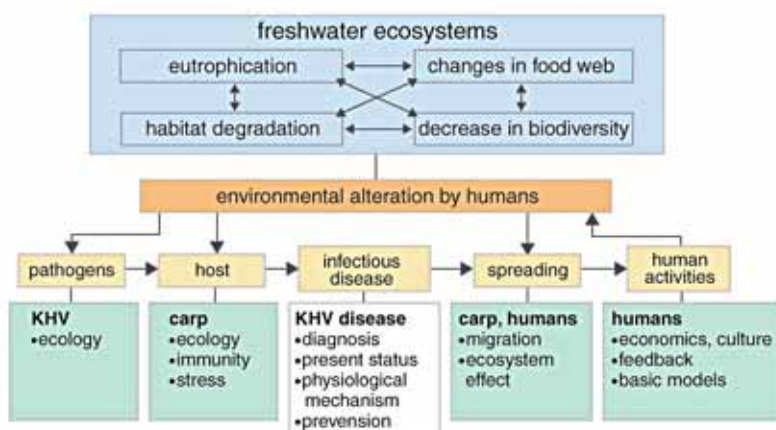 freshwater ecosystems
eutrophication
changes in food web
habitat degradation
decrease in biodiversity
environmental alteration by humans
pathogens
host
infectious
disease
spreading
human
activities
KHV
•ecology
carp
•ecology
•immunity
•stress
KHV disease
•diagnosis
•present status
•physiological
mechanism
•prevension
carp, humans
•migration
•ecosystem
effect
humans
•economics, culture
•feedback
•basic models